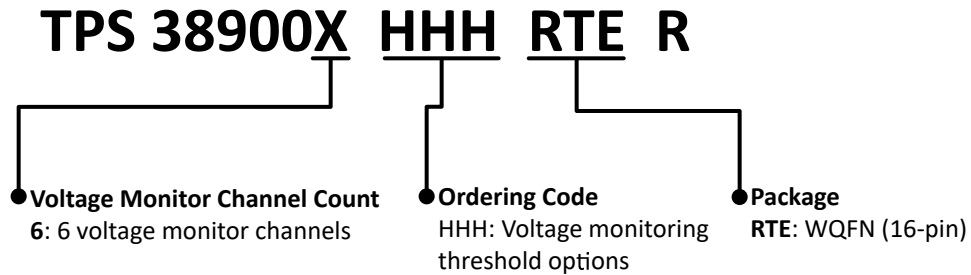 TPS 38900X HHH RTE R
Voltage Monitor Channel Count
6: 6 voltage monitor channels
Ordering Code
HHH: Voltage monitoring
threshold options
Package
RTE: WQFN (16-pin)